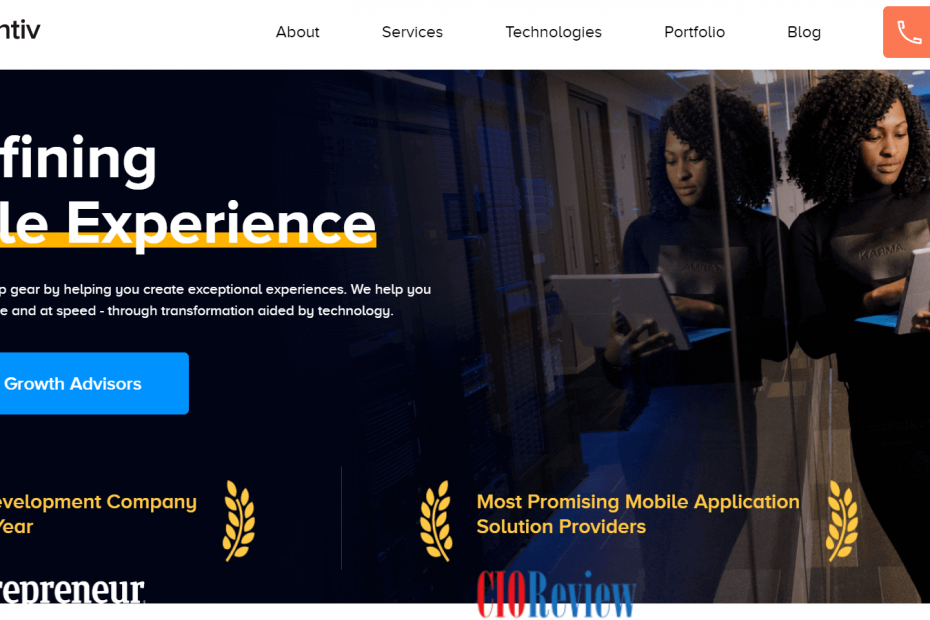 ntiv
About
Services
Technologies
Portfolio
Blog
fining
le Experience
p gear by helping you create exceptional experiences. We help you
e and at speed - through transformation aided by technology.
Growth Advisors
evelopment Company
Year
Most Promising Mobile Application
Solution Providers
repreneur
CIOReview
KARMA